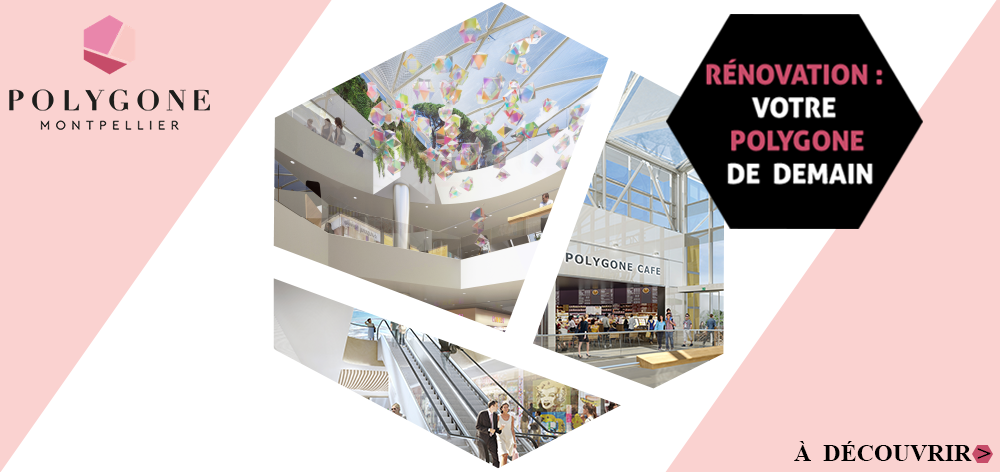 POLYGONE
MONTPELLIER
RÉNOVATION :
VOTRE
POLYGONE
DE DEMAIN
POLYGONE CAFE
À DÉCOUVRIR >